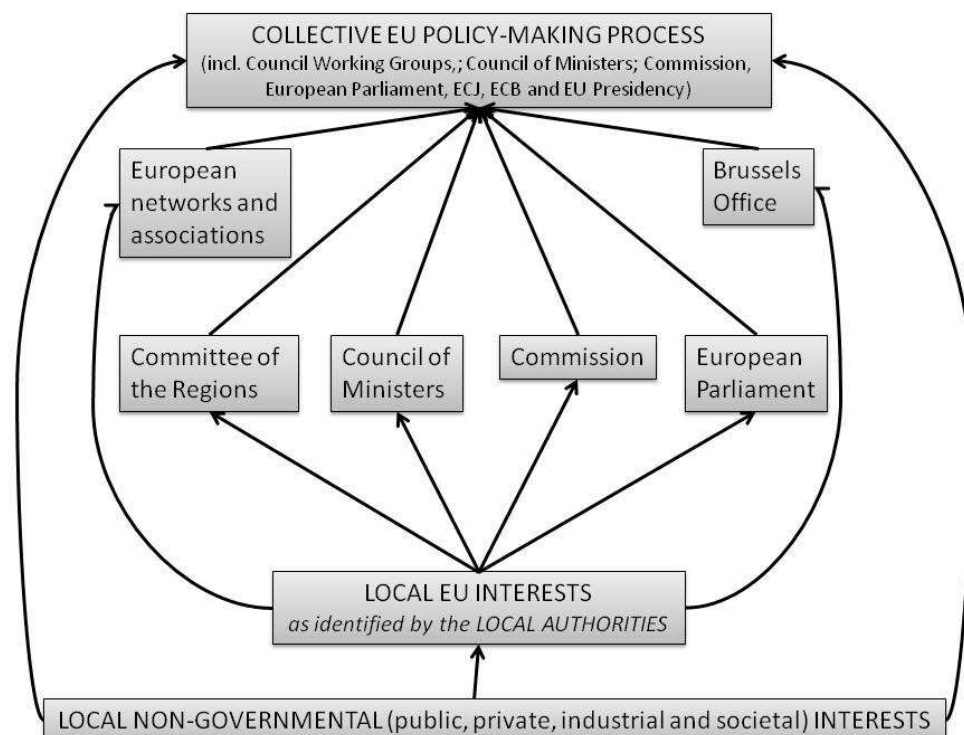 COLLECTIVE EU POLICY-MAKING PROCESS
(incl. Council Working Groups,; Council of Ministers; Commission,
European Parliament, ECJ, ECB and EU Presidency)
European
networks and
associations
Brussels
Office
Committee of
the Regions
Council of
Ministers
Commission
European
Parliament
LOCAL EU INTERESTS
as identified by the LOCAL AUTHORITIES
LOCAL NON-GOVERNMENTAL (public, private, industrial and societal) INTERESTS